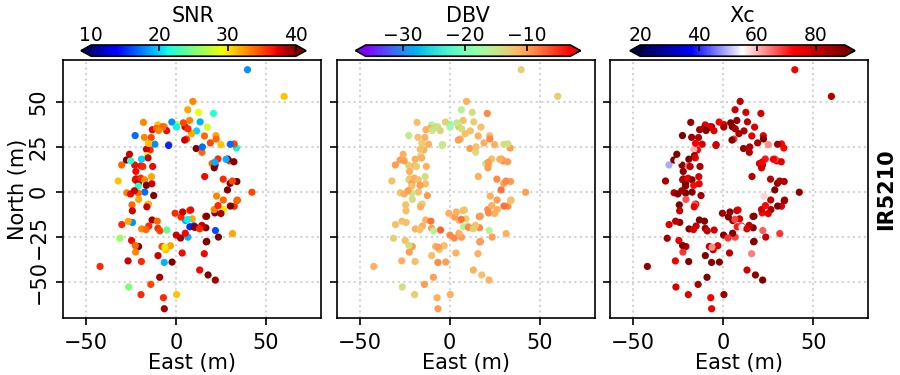 SNR DBV Xc
10 20 30 40 −30 −20 −10 20 40 60 80
50
25
0
−25
−50
North (m)
IR5210
−50 0 50 −50 0 50 −50 0 50
East (m) East (m) East (m)